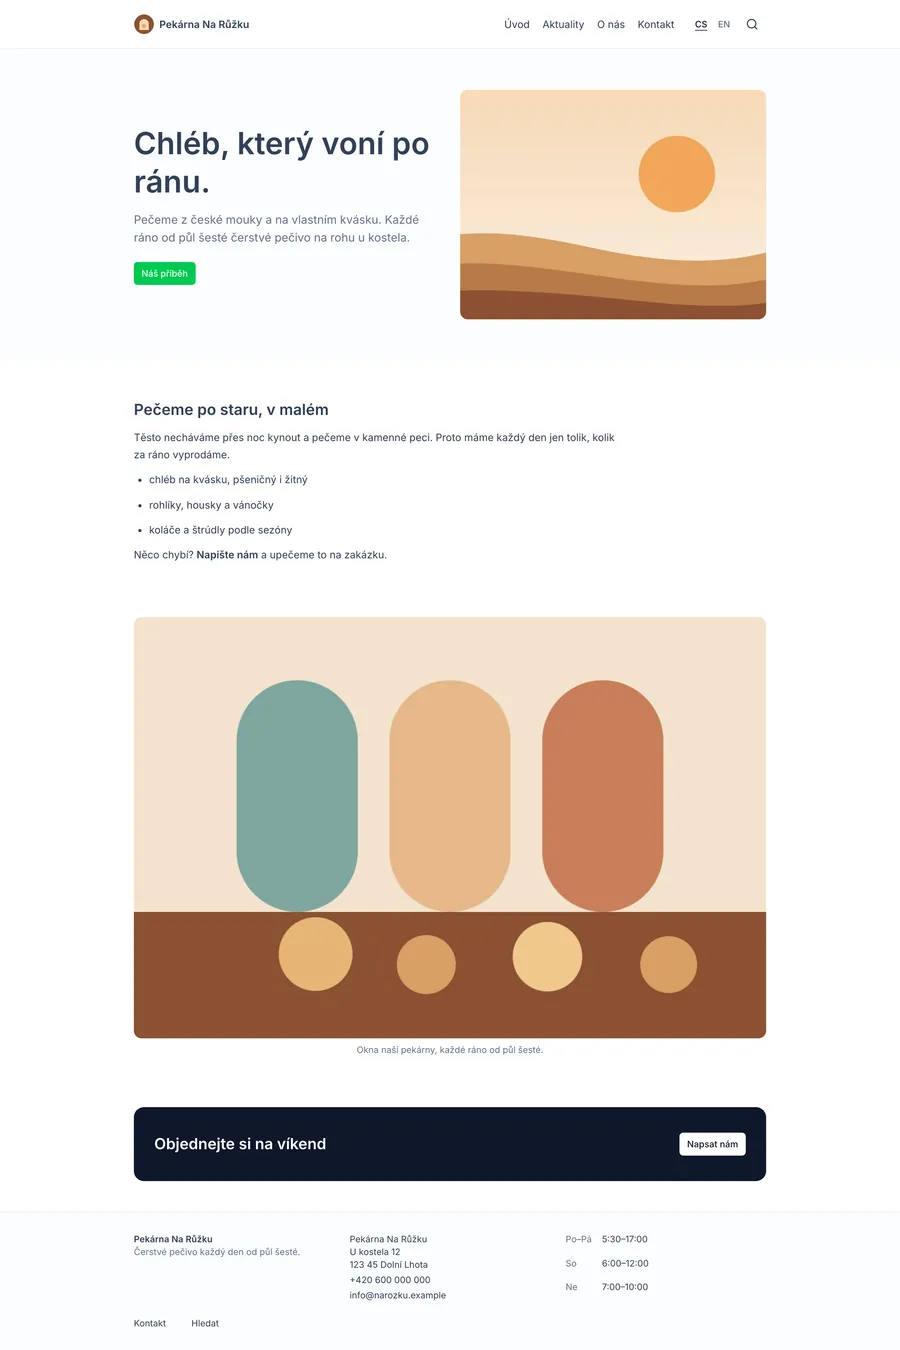 Pekárna Na Růžku
Úvod Aktuality O nás Kontakt CS EN
Chléb, který voní po
ránu.
Pečeme z české mouky a na vlastním kvásku. Každé
ráno od půl šesté čerstvé pečivo na rohu u kostela.
Náš příběh
Pečeme po staru, v malém
Těsto necháváme přes noc kynout a pečeme v kamenné peci. Proto máme každý den jen tolik, kolik
za ráno vyprodáme.
• chléb na kvásku, pšeničný i žitný
• rohlíky, housky a vánočky
• koláče a štrúdly podle sezóny
Něco chybí? Napište nám a upečeme to na zakázku.
Okna naší pekárny, každé ráno od půl šesté.
Objednejte si na víkend
Napsat nám
Pekárna Na Růžku
Čerstvé pečivo každý den od půl šesté.
Pekárna Na Růžku
U kostela 12
123 45 Dolní Lhota
+420 600 000 000
info@narozku.example
Po–Pá 5:30–17:00
So 6:00–12:00
Ne 7:00–10:00
Kontakt Hledat